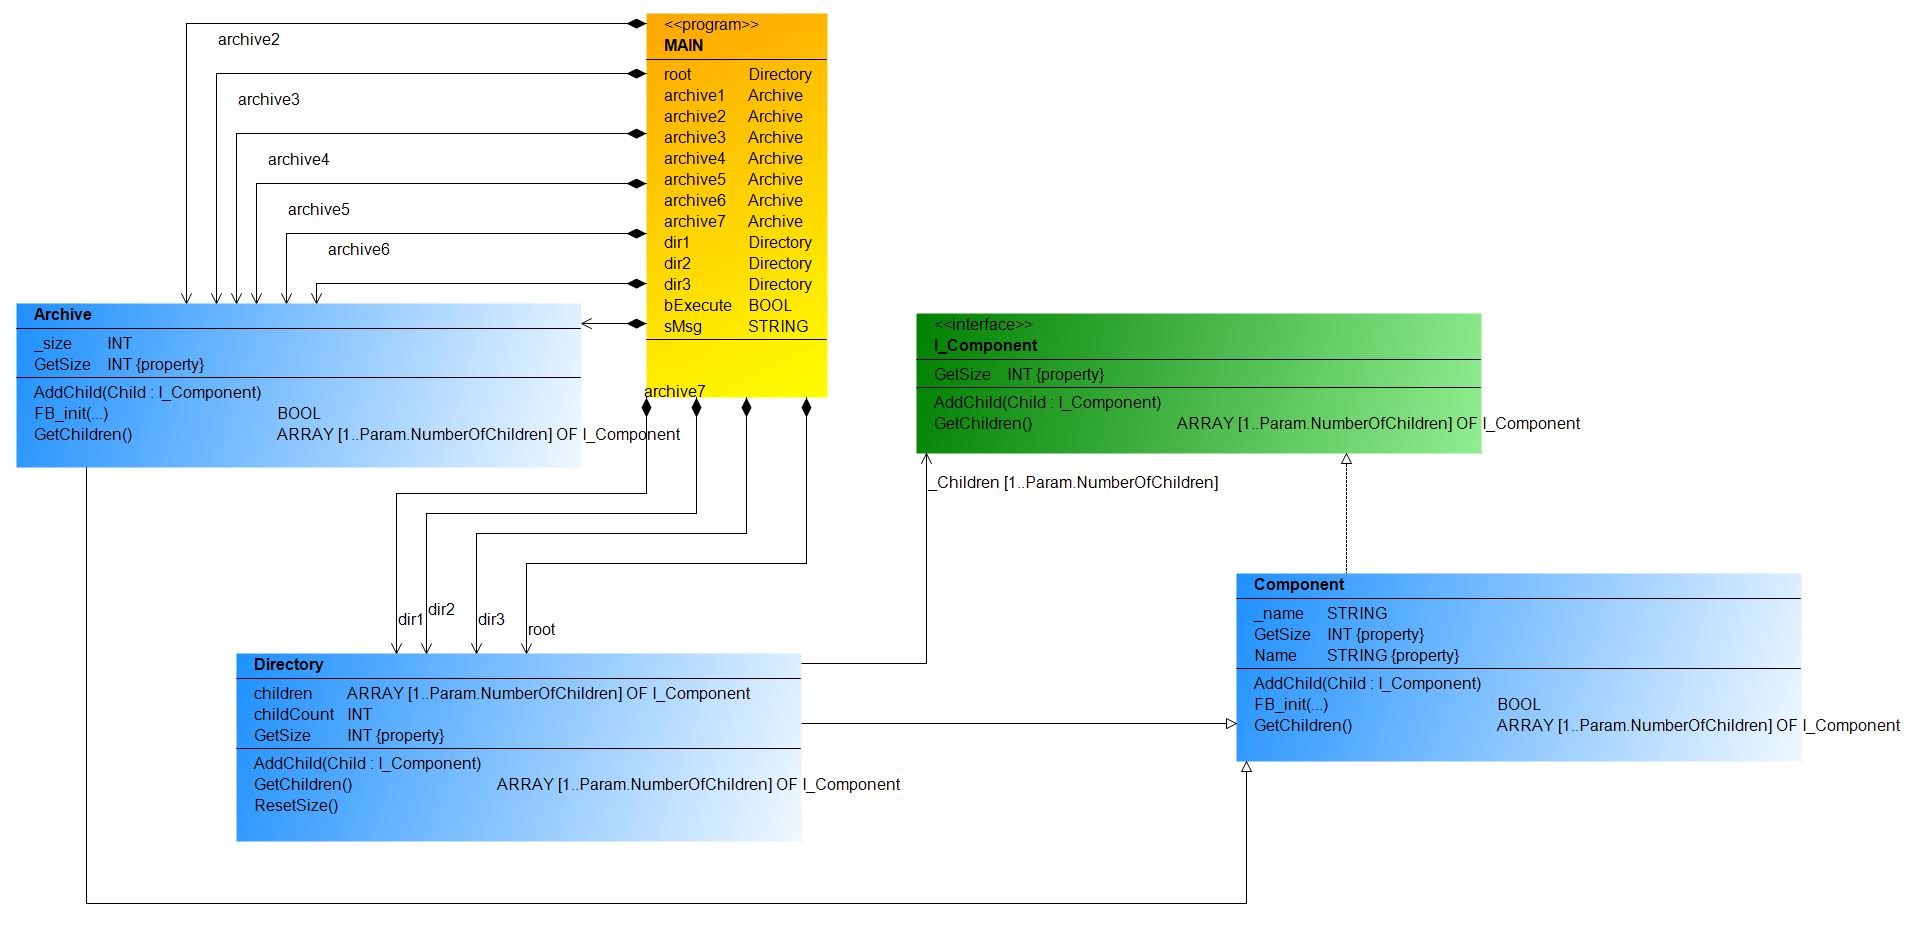 <<program>>
MAIN
root Directory
archive1 Archive
archive2 Archive
archive3 Archive
archive4 Archive
archive5 Archive
archive6 Archive
archive7 Archive
dir1 Directory
dir2 Directory
dir3 Directory
bExecute BOOL
sMsg STRING
archive2
archive3
archive4
archive5
archive6
archive7
Archive
_size INT
GetSize INT {property}
AddChild(Child : I_Component)
FB_init(...) BOOL
GetChildren() ARRAY [1..Param.NumberOfChildren] OF I_Component
<<interface>>
I_Component
GetSize INT {property}
AddChild(Child : I_Component)
GetChildren() ARRAY [1..Param.NumberOfChildren] OF I_Component
_Children [1..Param.NumberOfChildren]
dir1
dir2
dir3
root
Directory
children ARRAY [1..Param.NumberOfChildren] OF I_Component
childCount INT
GetSize INT {property}
AddChild(Child : I_Component)
GetChildren() ARRAY [1..Param.NumberOfChildren] OF I_Component
ResetSize()
Component
_name STRING
GetSize INT {property}
Name STRING {property}
AddChild(Child : I_Component)
FB_init(...) BOOL
GetChildren() ARRAY [1..Param.NumberOfChildren] OF I_Component